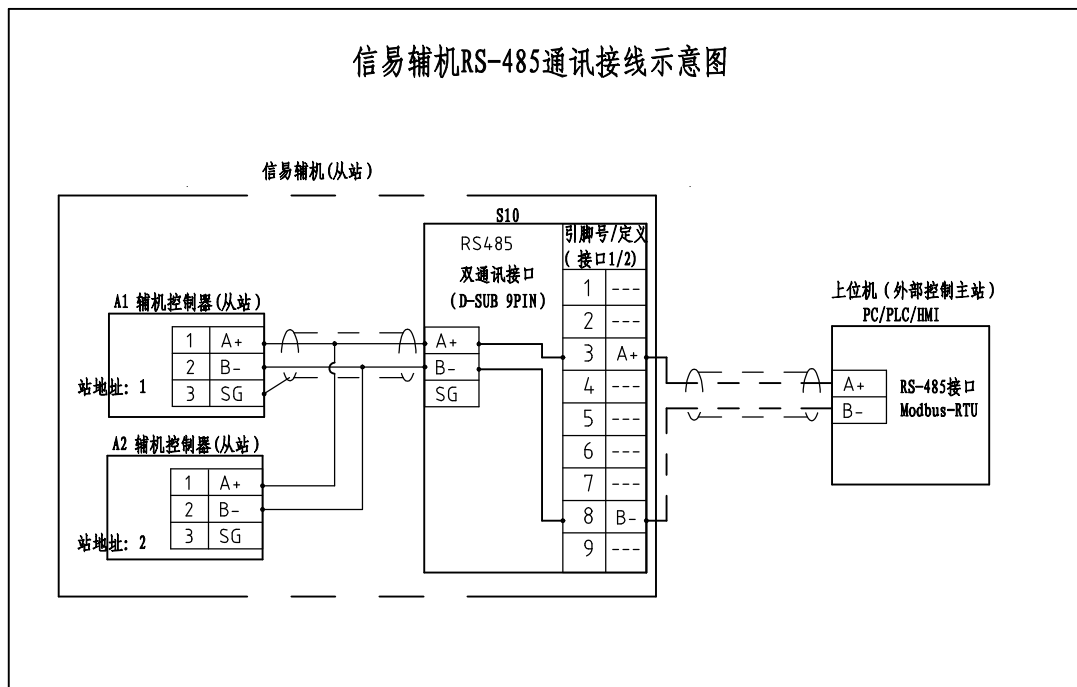 信易辅机RS-485通讯接线示意图
信易辅机(从站)
S10
RS485
双通讯接口
(D-SUB 9PIN)
引脚号/定义
(接口1/2)
1 ---
2 ---
3 A+
4 ---
5 ---
6 ---
7 ---
8 B-
9 ---
A+
B-
SG
A1 辅机控制器(从站)
1 A+
2 B-
3 SG
站地址: 1
A2 辅机控制器(从站)
1 A+
2 B-
3 SG
站地址: 2
上位机(外部控制主站)
PC/PLC/HMI
A+
B-
RS-485接口
Modbus-RTU